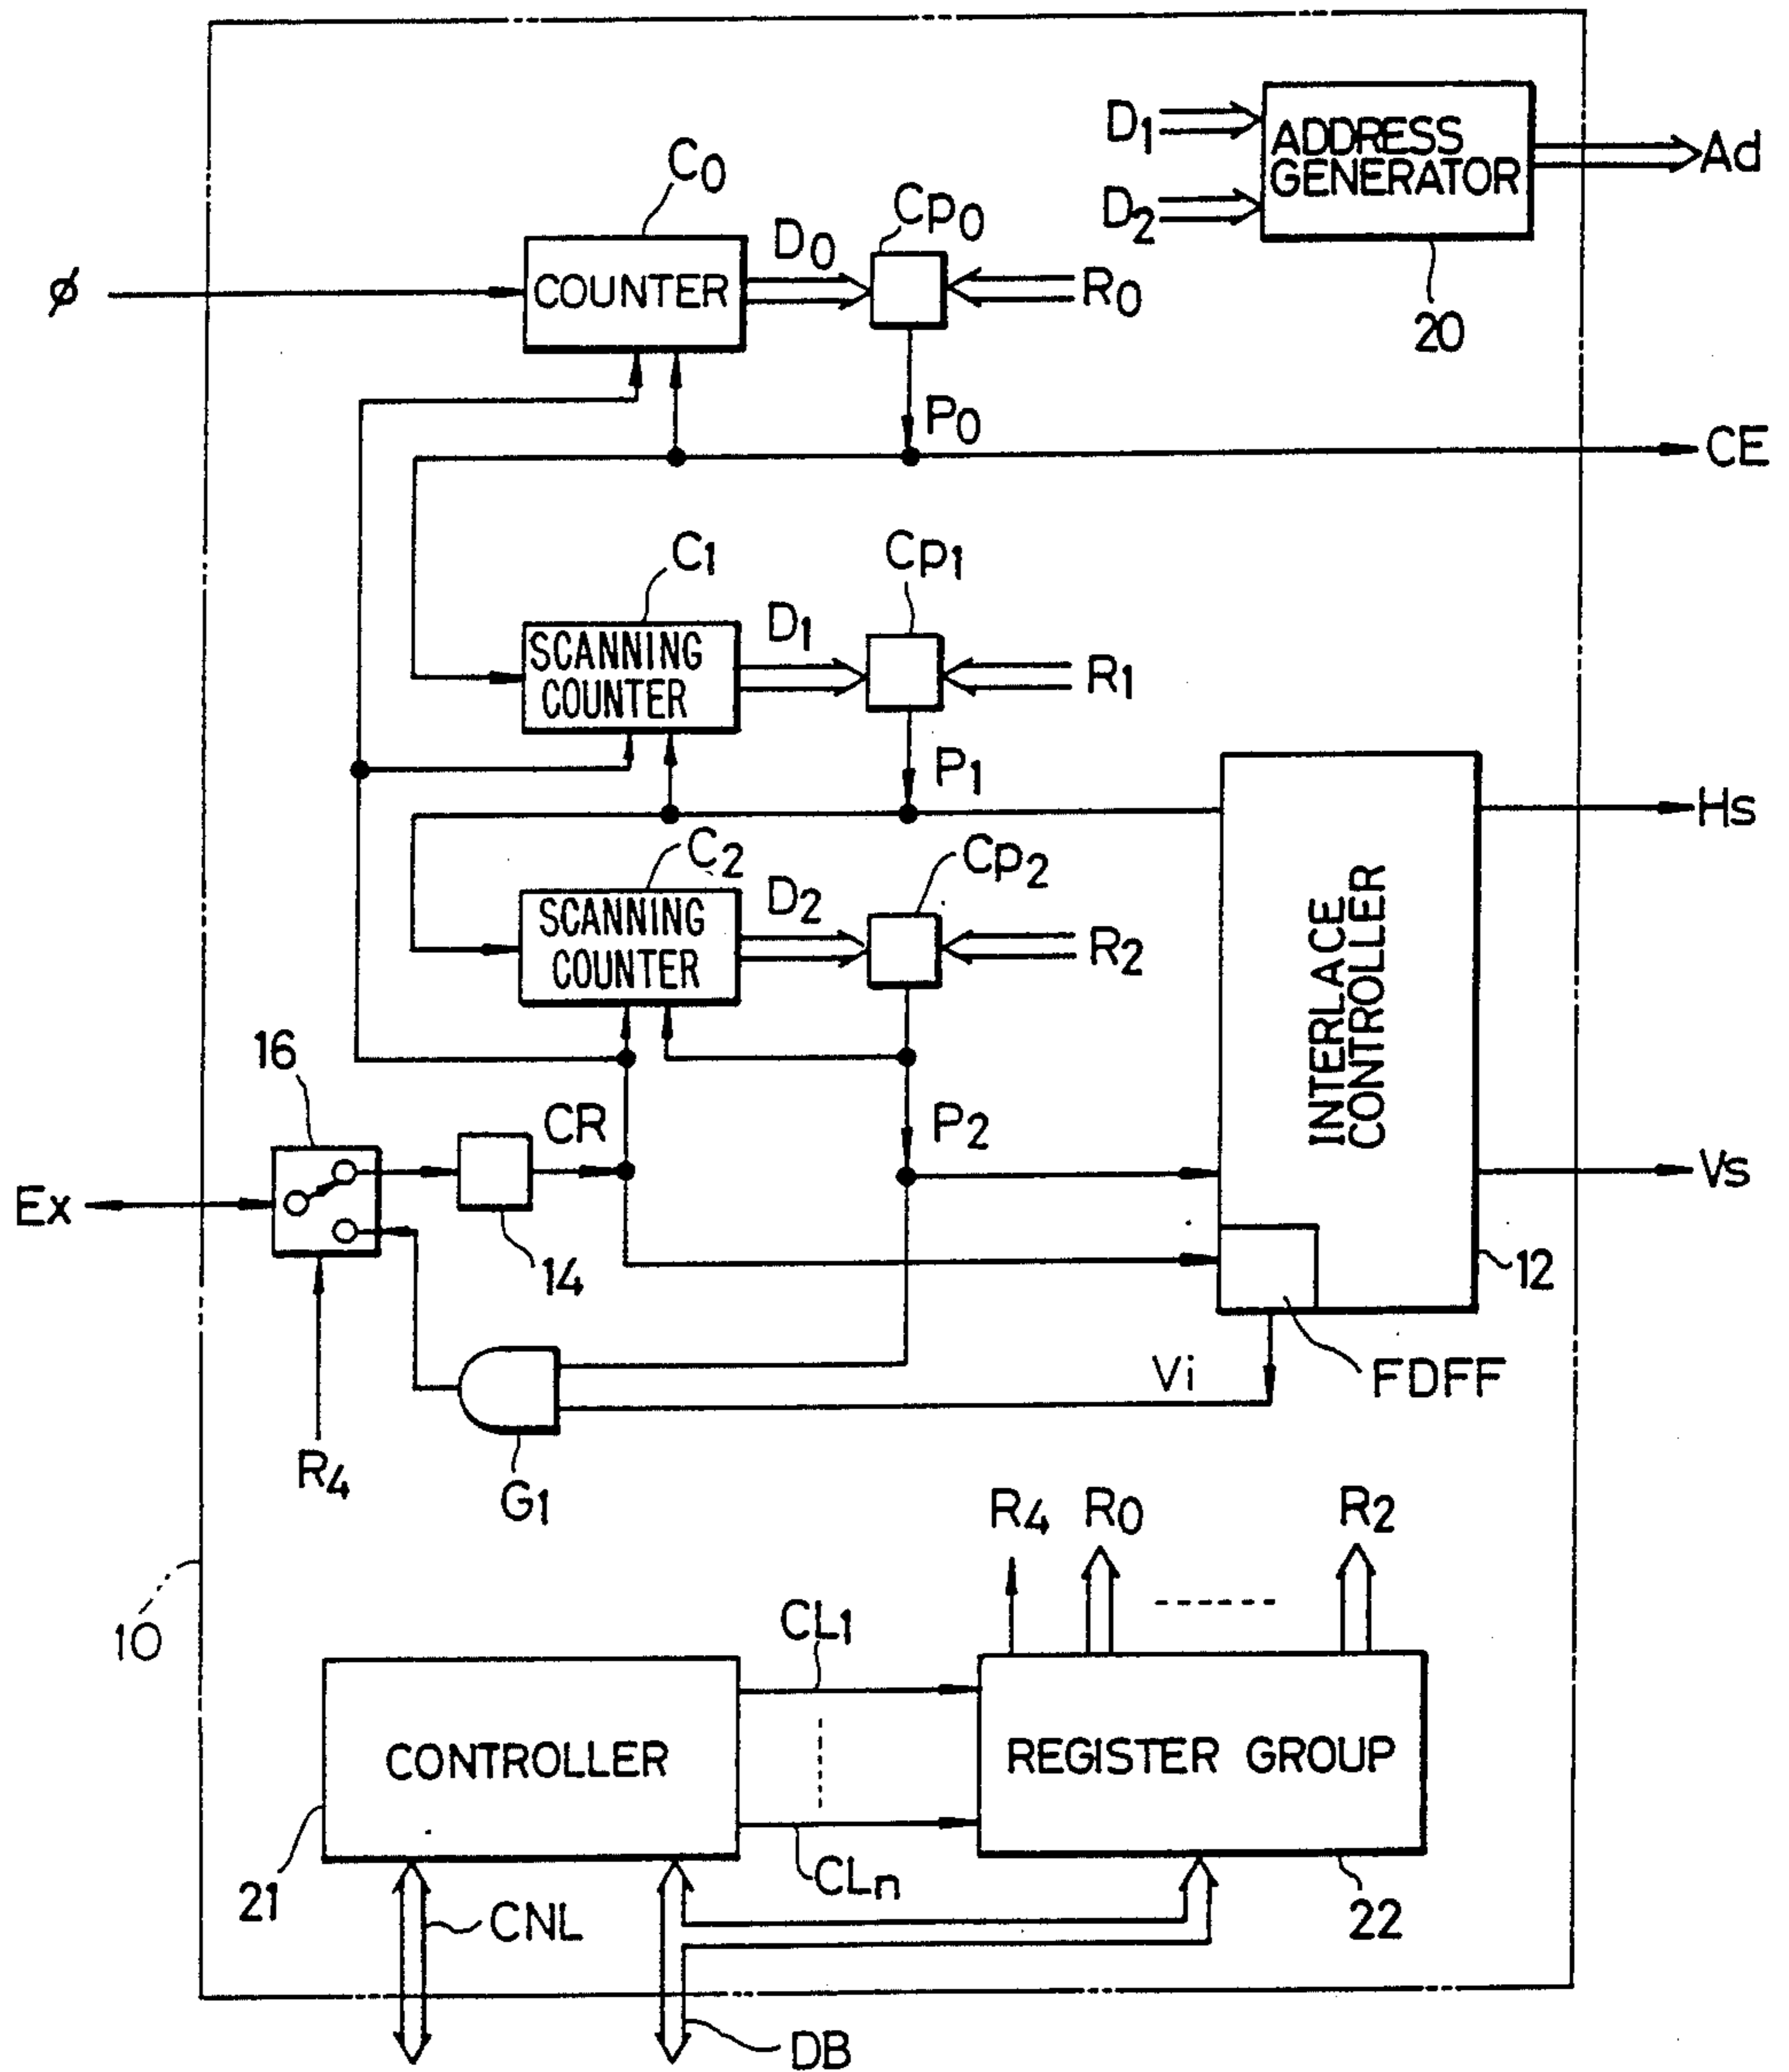 D1
ADDRESS
GENERATOR
Ad
D2
20
C0
Cp0
D0
ϕ
COUNTER
R0
P0
CE
C1
Cp1
D1
SCANNING
COUNTER
R1
P1
Hs
C2
Cp2
D2
SCANNING
COUNTER
R2
INTERLACE
CONTROLLER
16
CR
P2
Ex
Vs
14
12
Vi
FDFF
R4
G1
R4 R0 R2
10
CL1
CONTROLLER
REGISTER GROUP
21
CLn
22
CNL
DB